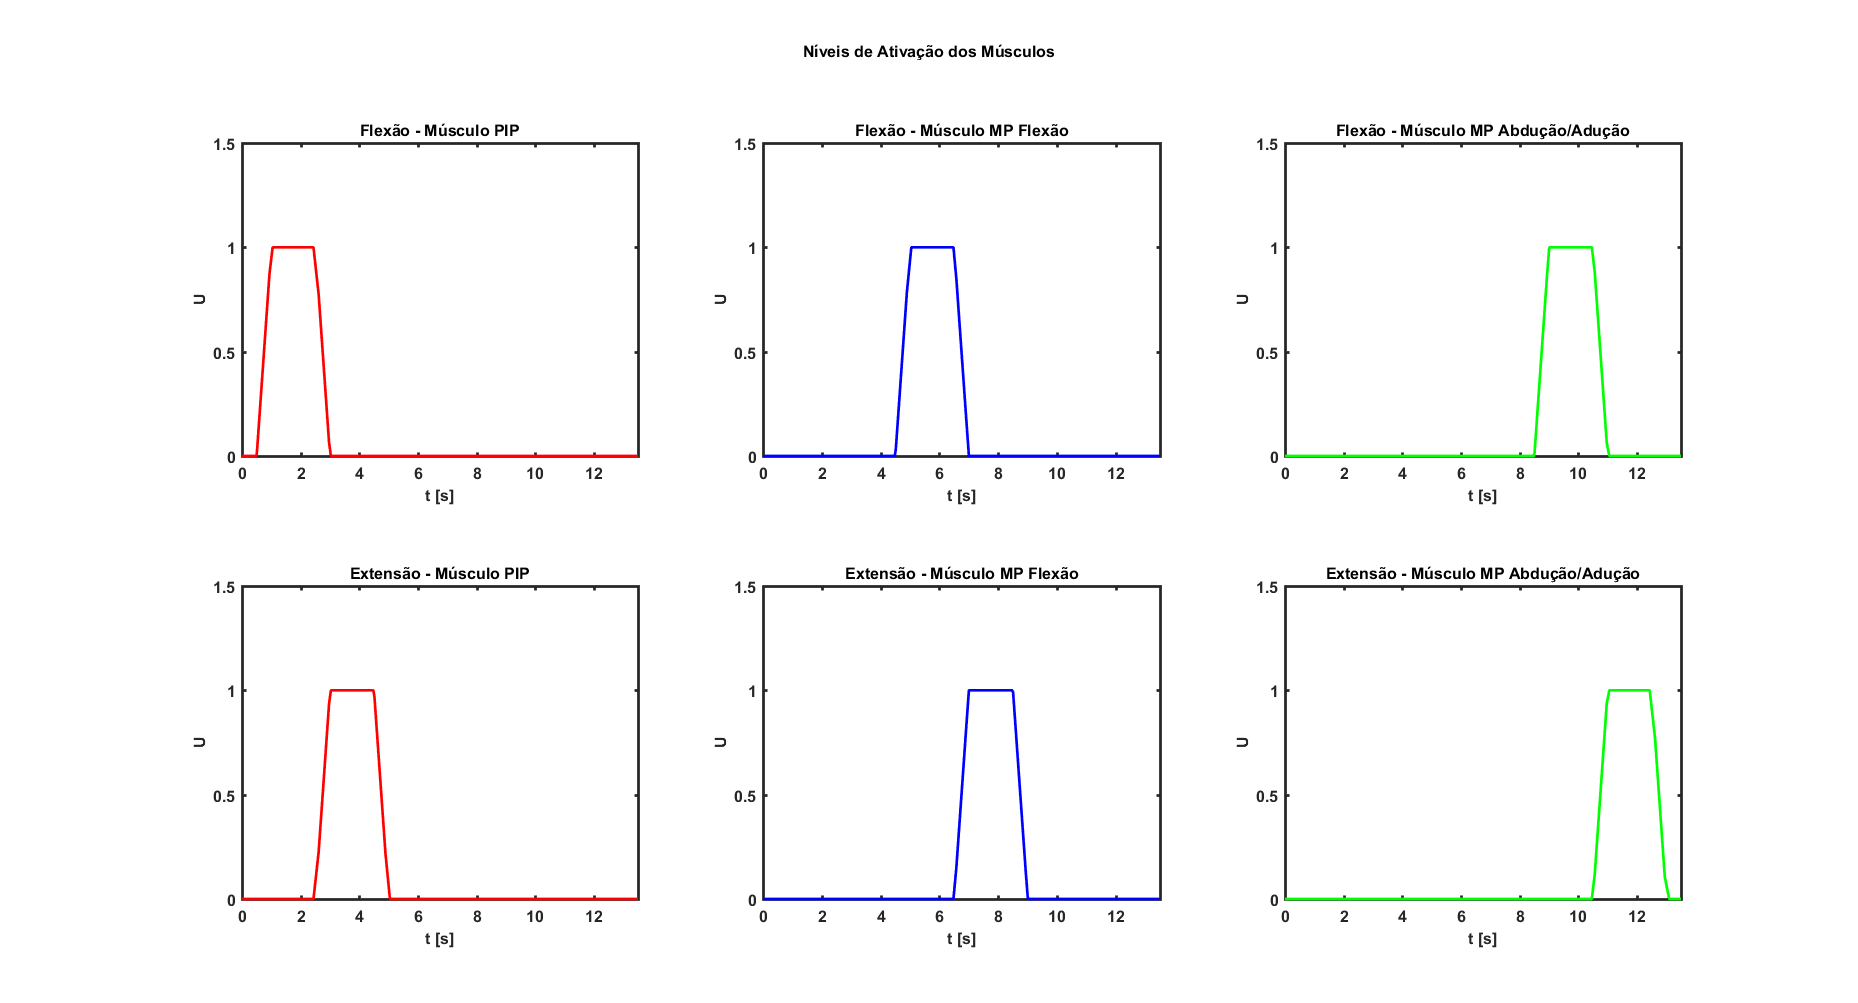 Níveis de Ativação dos Músculos
Flexão - Músculo PIP
1.5
1
0.5
0
U
0 2 4 6 8 10 12
t [s]
Flexão - Músculo MP Flexão
1.5
1
0.5
0
U
0 2 4 6 8 10 12
t [s]
Flexão - Músculo MP Abdução/Adução
1.5
1
0.5
0
U
0 2 4 6 8 10 12
t [s]
Extensão - Músculo PIP
1.5
1
0.5
0
U
0 2 4 6 8 10 12
t [s]
Extensão - Músculo MP Flexão
1.5
1
0.5
0
U
0 2 4 6 8 10 12
t [s]
Extensão - Músculo MP Abdução/Adução
1.5
1
0.5
0
U
0 2 4 6 8 10 12
t [s]